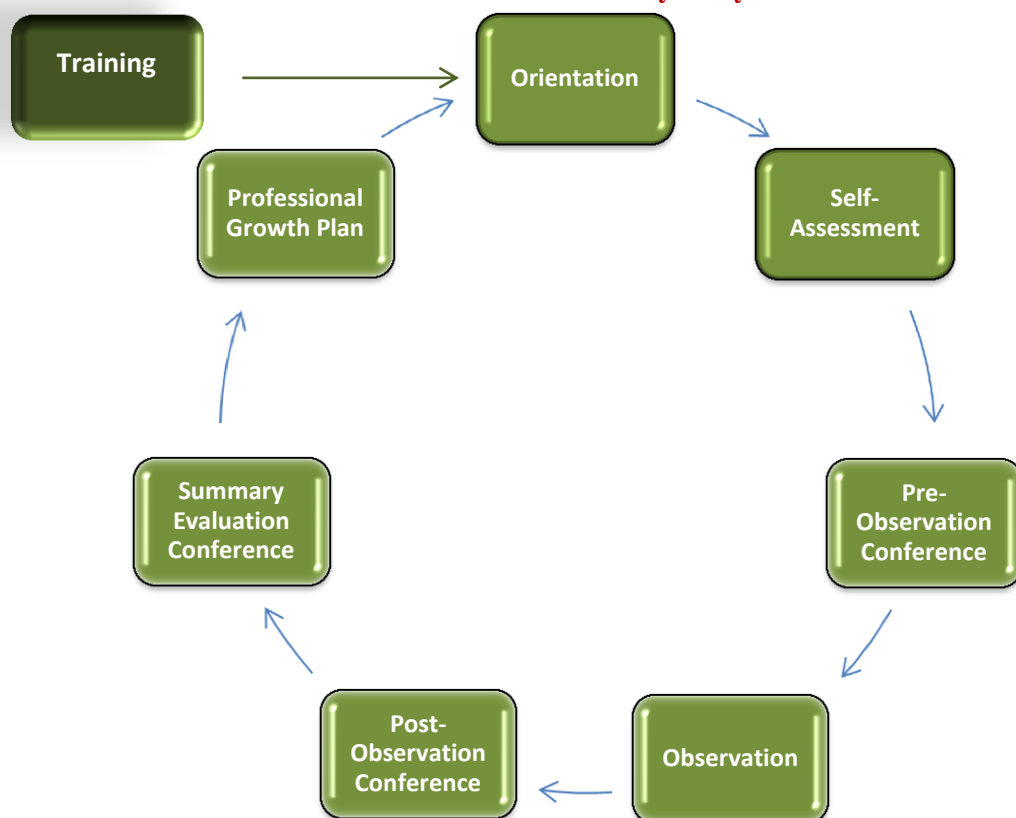 Training
Orientation
Professional
Growth Plan
Self-
Assessment
Summary
Evaluation
Conference
Pre-
Observation
Conference
Post-
Observation
Conference
Observation